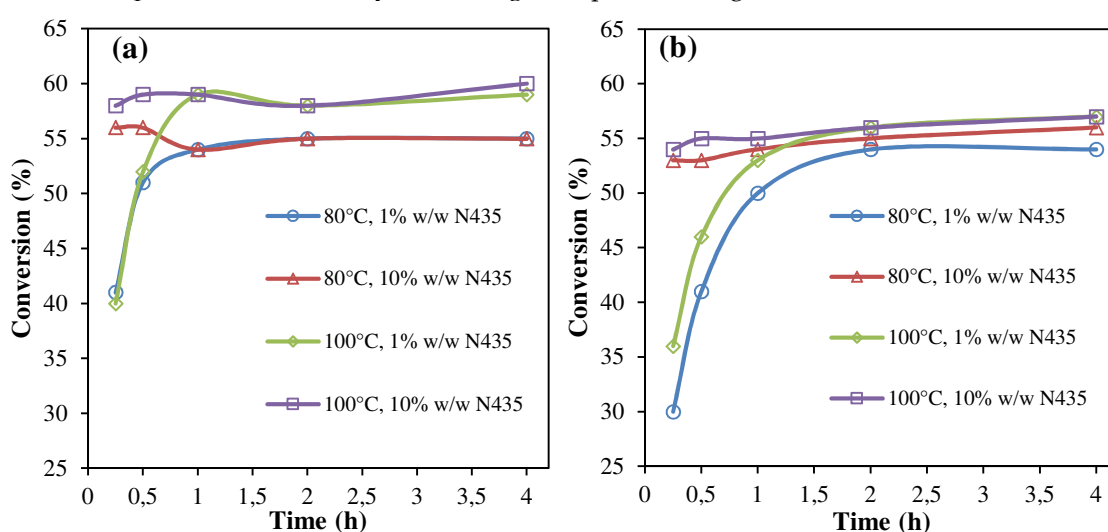 (a)
65
60
55
50
45
40
35
30
25
Conversion (%)
80°C, 1% w/w N435
80°C, 10% w/w N435
100°C, 1% w/w N435
100°C, 10% w/w N435
0 0,5 1 1,5 2 2,5 3 3,5 4
Time (h)
(b)
65
60
55
50
45
40
35
30
25
Conversion (%)
80°C, 1% w/w N435
80°C, 10% w/w N435
100°C, 1% w/w N435
100°C, 10% w/w N435
0 0,5 1 1,5 2 2,5 3 3,5 4
Time (h)